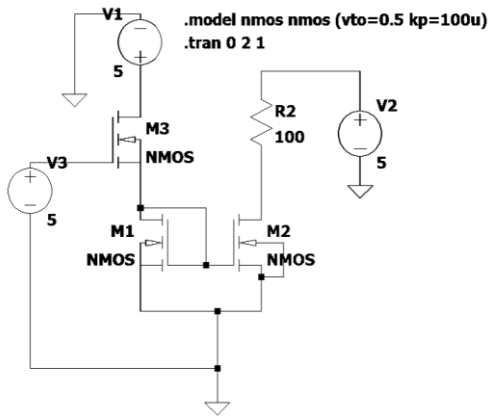 V1
.model nmos nmos (vto=0.5 kp=100u)
.tran 0 2 1
5
R2
100
V2
5
M3
NMOS
V3
5
M1
NMOS
M2
NMOS